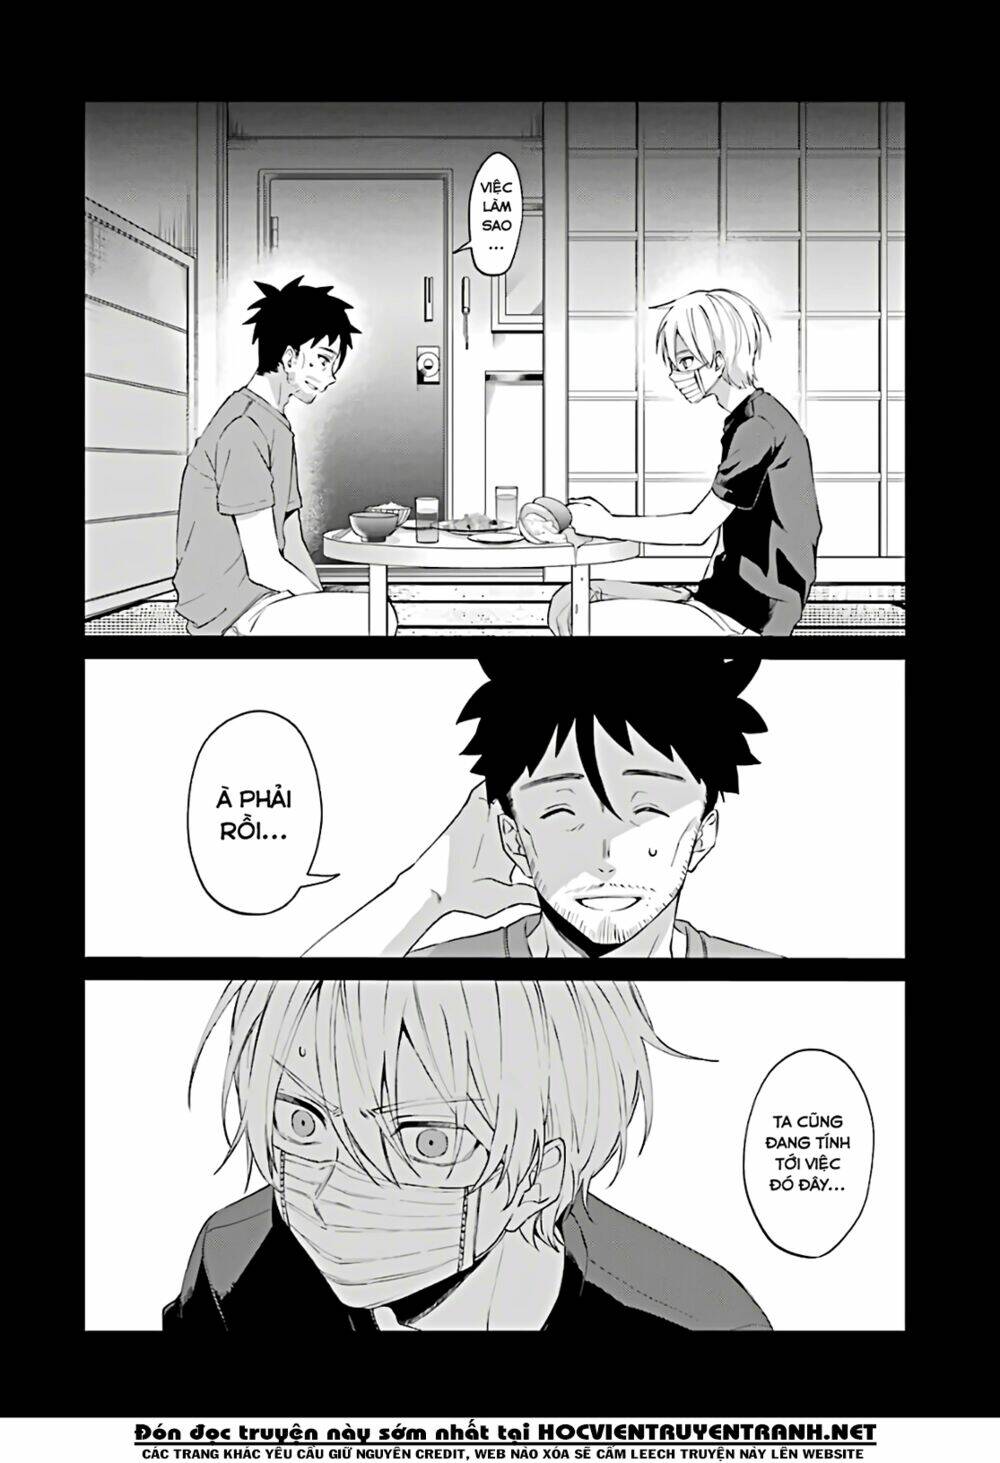 VIỆC
LÀM
SAO
...
À PHẢI
RỒI...
TA CŨNG
ĐANG TÍNH
TỚI VIỆC
ĐÓ ĐÂY...
Đón đọc truyện này sớm nhất tại HOCVIENTRUYENTRANH.NET
CÁC TRANG KHÁC YÊU CẦU GIỮ NGUYÊN CREDIT, WEB NÀO XÓA SẼ CẤM LEECH TRUYỆN NÀY LÊN WEBSITE